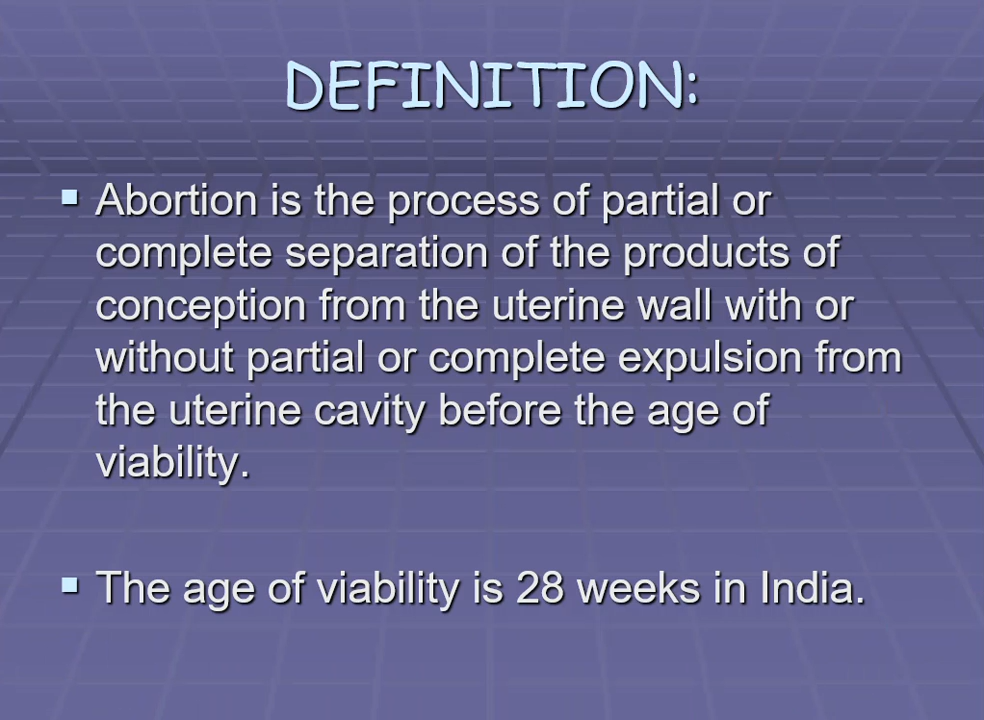 DEFINITION:
▪ Abortion is the process of partial or
complete separation of the products of
conception from the uterine wall with or
without partial or complete expulsion from
the uterine cavity before the age of
viability.
▪ The age of viability is 28 weeks in India.